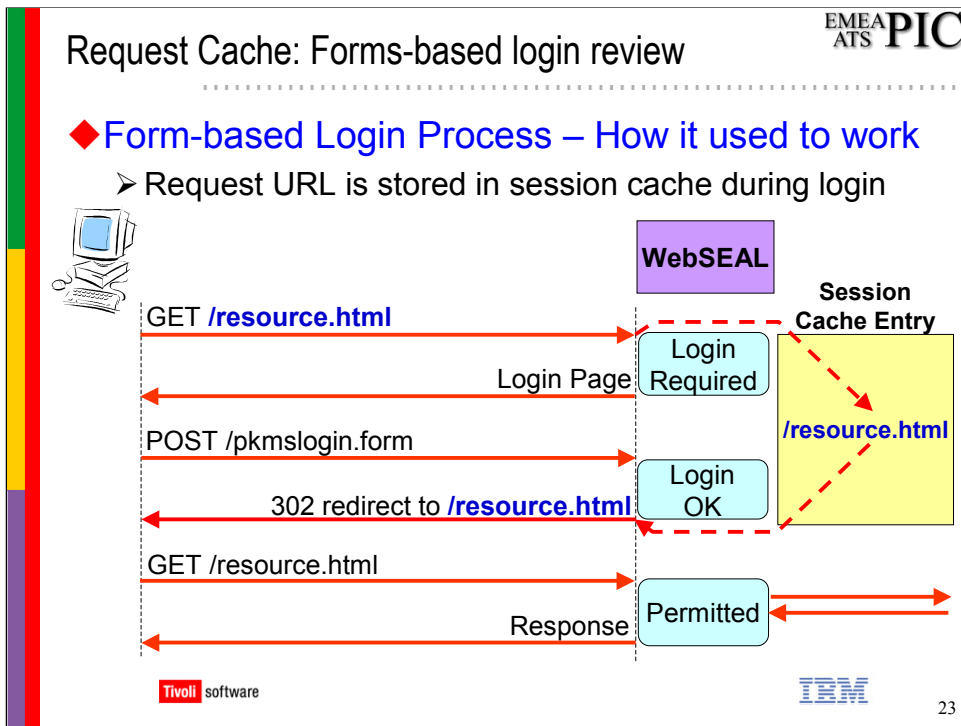 Request Cache: Forms-based login review
EMEA
ATS PIC
◆Form-based Login Process – How it used to work
➢ Request URL is stored in session cache during login
WebSEAL
Session
Cache Entry
GET /resource.html
Login
Required
Login Page
/resource.html
POST /pkmslogin.form
Login
OK
302 redirect to /resource.html
GET /resource.html
Permitted
Response
Tivoli software
IBM
23